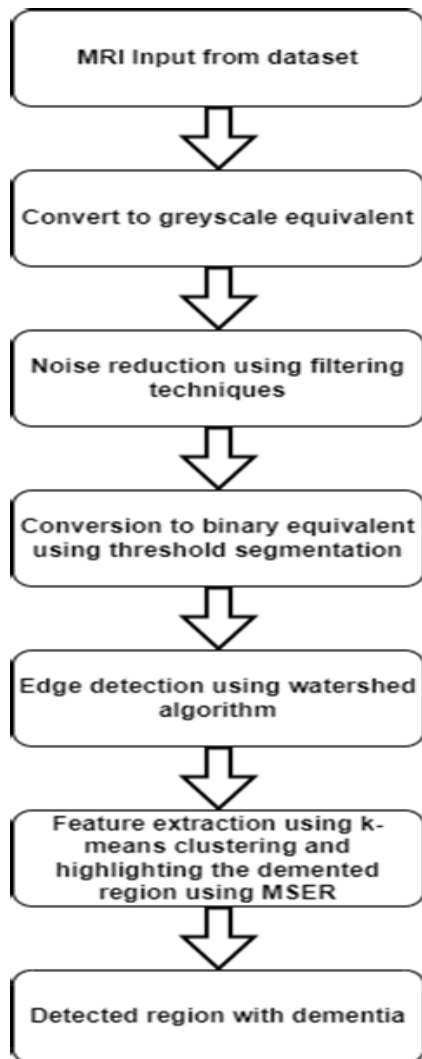 MRI Input from dataset
Convert to greyscale equivalent
Noise reduction using filtering
techniques
Conversion to binary equivalent
using threshold segmentation
Edge detection using watershed
algorithm
Feature extraction using k-
means clustering and
highlighting the demented
region using MSER
Detected region with dementia